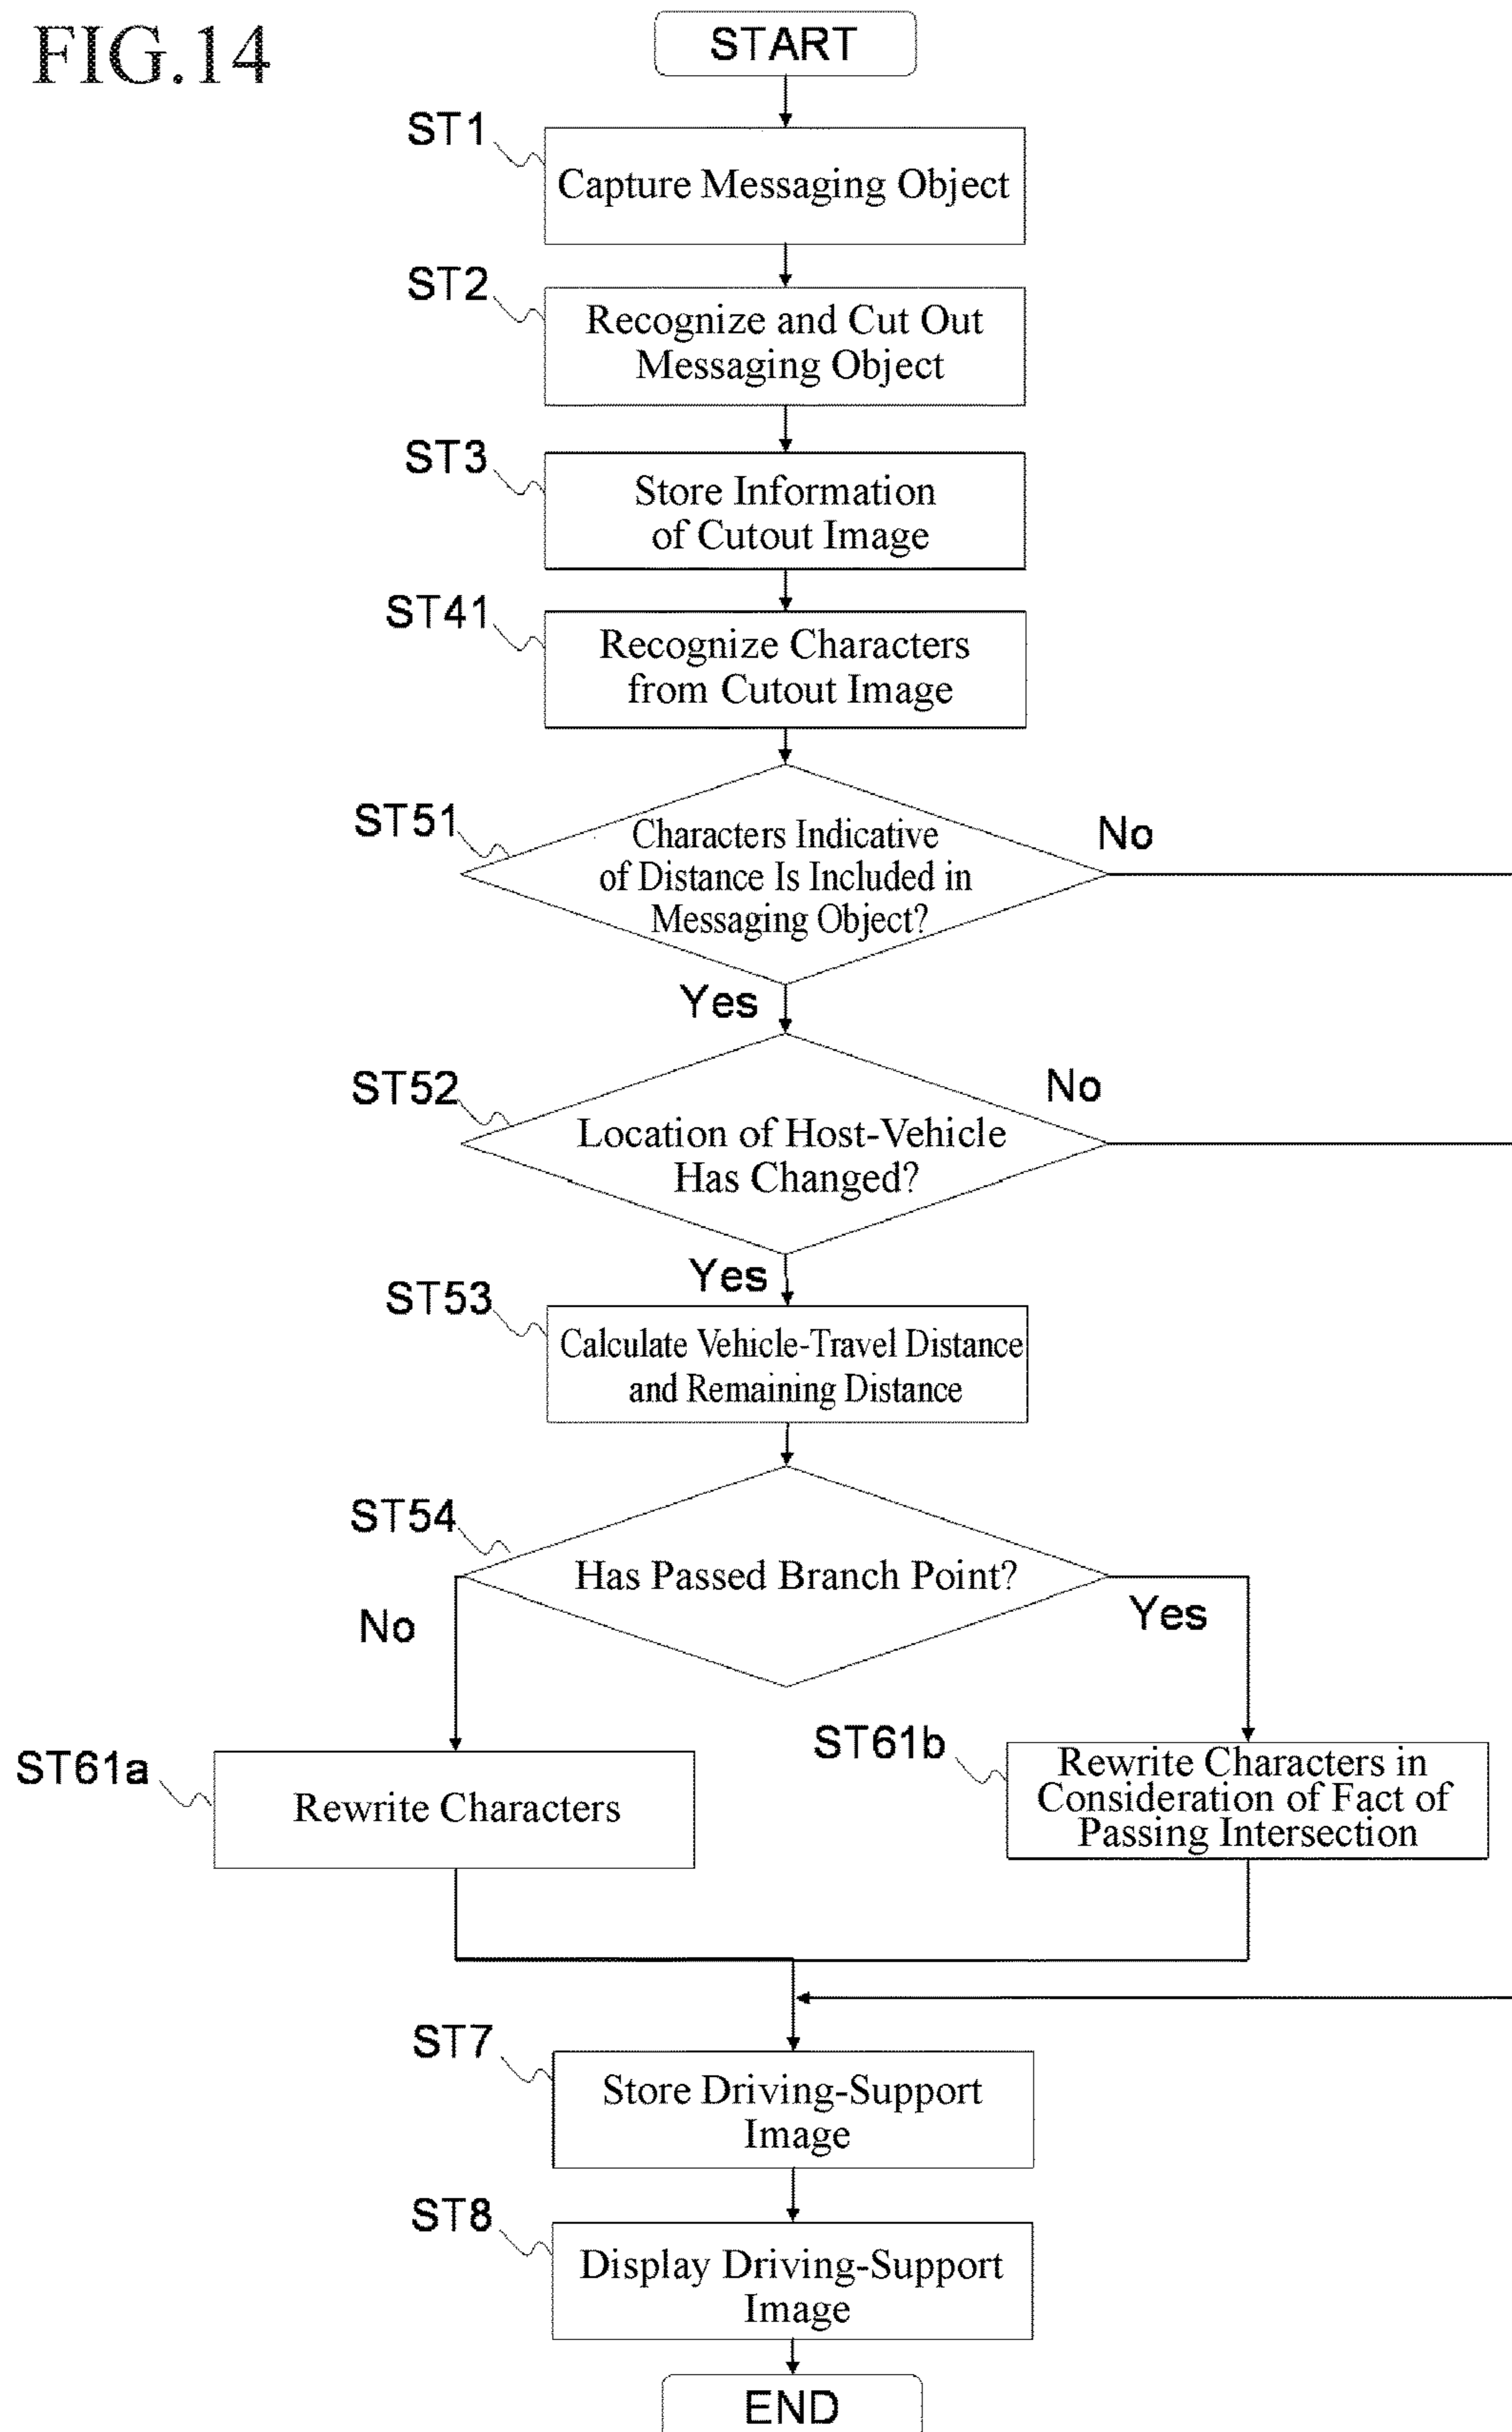 FIG.14
START
ST1
Capture Messaging Object
ST2
Recognize and Cut Out
Messaging Object
ST3
Store Information
of Cutout Image
ST41
Recognize Characters
from Cutout Image
ST51
Characters Indicative
of Distance Is Included in
Messaging Object?
No
Yes
ST52
Location of Host-Vehicle
Has Changed?
No
Yes
ST53
Calculate Vehicle-Travel Distance
and Remaining Distance
ST54
Has Passed Branch Point?
No
Yes
ST61a
Rewrite Characters
ST61b
Rewrite Characters in
Consideration of Fact of
Passing Intersection
ST7
Store Driving-Support
Image
ST8
Display Driving-Support
Image
END